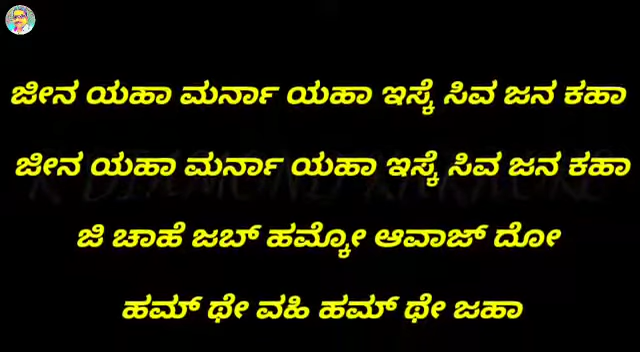 ಜೀನ ಯಹಾ ಮರ್ನಾ ಯಹಾ ಇಸ್ಕೆ ಸಿವ ಜನ ಕಹಾ
ಜೀನ ಯಹಾ ಮರ್ನಾ ಯಹಾ ಇಸ್ಕೆ ಸಿವ ಜನ ಕಹಾ
ಜಿ ಚಾಹೆ ಜಬ್ ಹಮ್ಕೋ ಆವಾಜ್ ದೋ
ಹಮ್ ಥೇ ವಹಿ ಹಮ್ ಥೇ ಜಹಾ